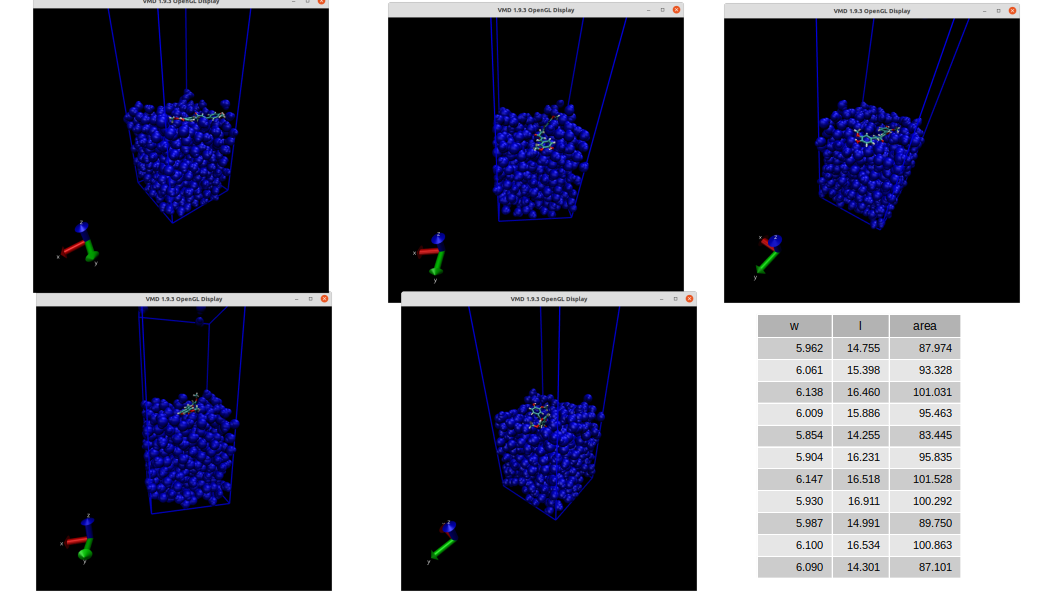 VMD 1.9.3 OpenGL Display
VMD 1.9.3 OpenGL Display
VMD 1.9.3 OpenGL Display
z
x
y
z
x
y
x
z
y
VMD 1.9.3 OpenGL Display
VMD 1.9.3 OpenGL Display
z
x
y
z
y
w l area
5.962 14.755 87.974
6.061 15.398 93.328
6.138 16.460 101.031
6.009 15.886 95.463
5.854 14.255 83.445
5.904 16.231 95.835
6.147 16.518 101.528
5.930 16.911 100.292
5.987 14.991 89.750
6.100 16.534 100.863
6.090 14.301 87.101